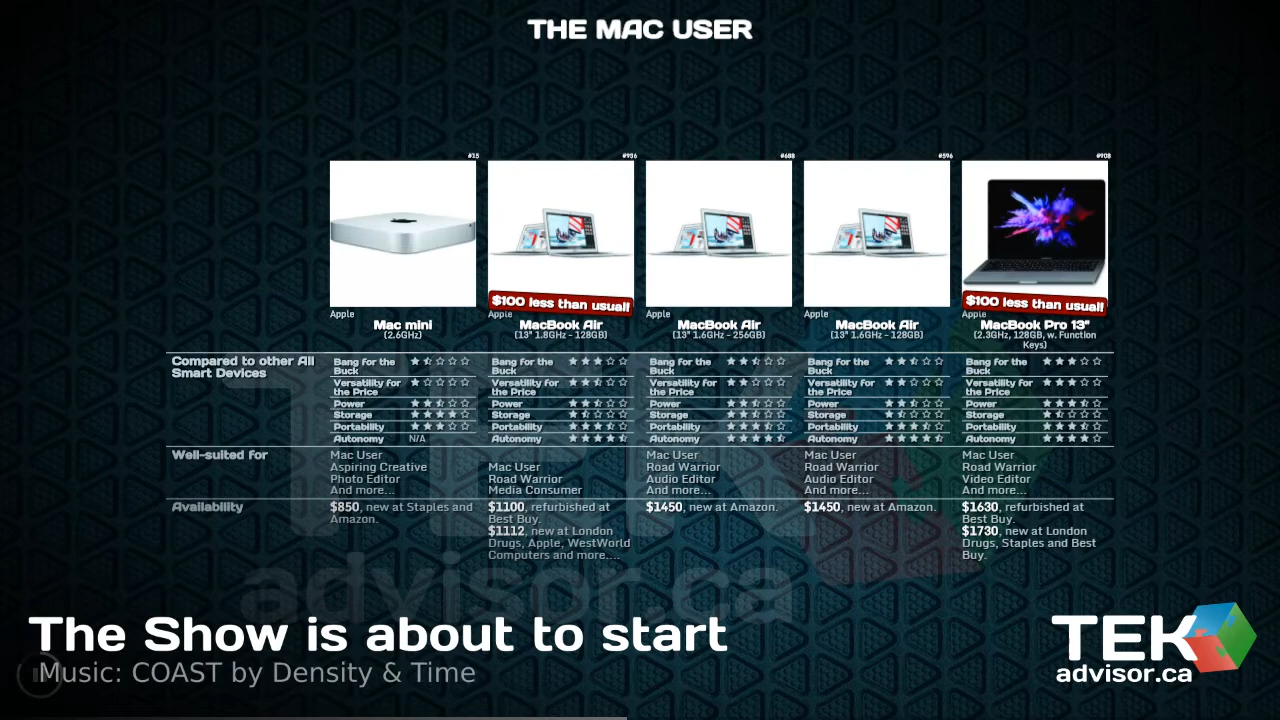 THE MAC USER
#15
#936
#688
#596
#908
$100 less than usual!
$100 less than usual!
Apple
Mac mini
(2.6GHz)
Apple
MacBook Air
(13" 1.8GHz - 128GB)
Apple
MacBook Air
(13" 1.6GHz - 256GB)
Apple
MacBook Air
(13" 1.6GHz - 128GB)
Apple
MacBook Pro 13"
(2.3GHz, 128GB, w. Function
Keys)
Compared to other All
Smart Devices
Bang for the
Buck
Versatility for
the Price
Power
Storage
Portability
Autonomy N/A
Bang for the
Buck
Versatility for
the Price
Power
Storage
Portability
Autonomy
Bang for the
Buck
Versatility for
the Price
Power
Storage
Portability
Autonomy
Bang for the
Buck
Versatility for
the Price
Power
Storage
Portability
Autonomy
Bang for the
Buck
Versatility for
the Price
Power
Storage
Portability
Autonomy
Well-suited for
Mac User
Aspiring Creative
Photo Editor
And more...
Mac User
Road Warrior
Media Consumer
Mac User
Road Warrior
Audio Editor
And more...
Mac User
Road Warrior
Audio Editor
And more...
Mac User
Road Warrior
Video Editor
And more...
Availability
$850, new at Staples and
Amazon.
$1100, refurbished at
Best Buy.
$1112, new at London
Drugs, Apple, WestWorld
Computers and more....
$1450, new at Amazon.
$1450, new at Amazon.
$1630, refurbished at
Best Buy.
$1730, new at London
Drugs, Staples and Best
Buy.
TEK
advisor.ca
The Show is about to start
Music: COAST by Density & Time
TEK
advisor.ca